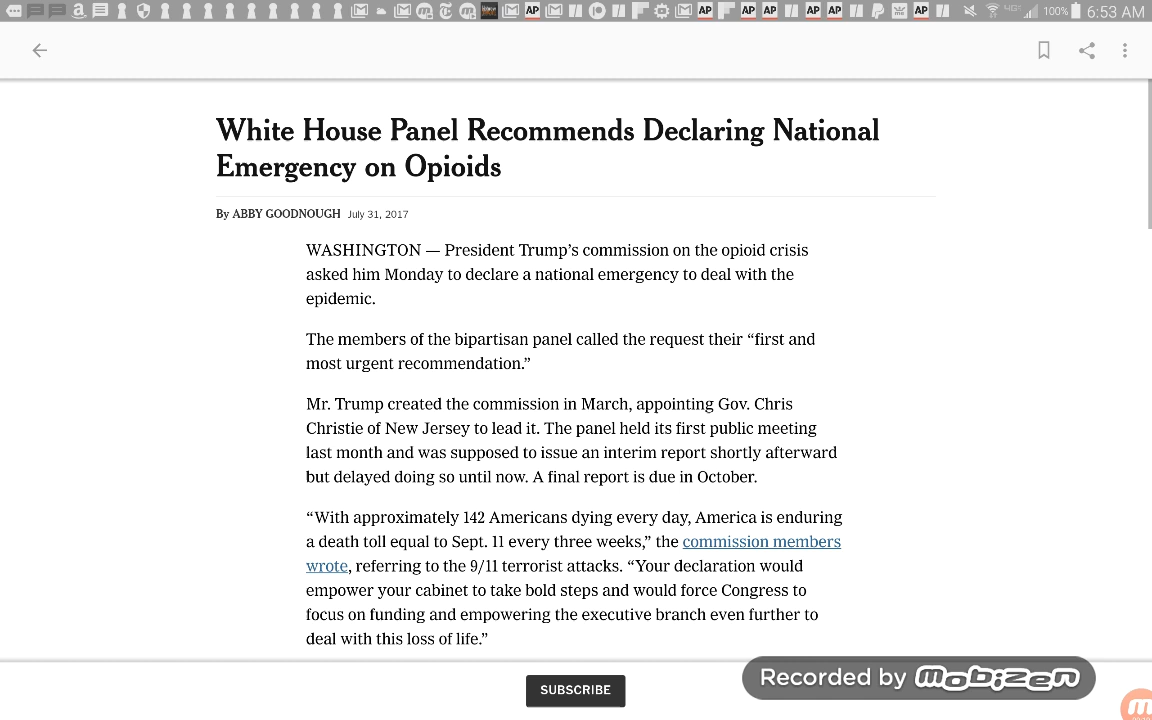 AP AP AP AP AP AP AP 100% 6:53 AM
White House Panel Recommends Declaring National
Emergency on Opioids
By ABBY GOODNOUGH July 31, 2017
WASHINGTON — President Trump’s commission on the opioid crisis
asked him Monday to declare a national emergency to deal with the
epidemic.
The members of the bipartisan panel called the request their “first and
most urgent recommendation.”
Mr. Trump created the commission in March, appointing Gov. Chris
Christie of New Jersey to lead it. The panel held its first public meeting
last month and was supposed to issue an interim report shortly afterward
but delayed doing so until now. A final report is due in October.
“With approximately 142 Americans dying every day, America is enduring
a death toll equal to Sept. 11 every three weeks,” the commission members
wrote, referring to the 9/11 terrorist attacks. “Your declaration would
empower your cabinet to take bold steps and would force Congress to
focus on funding and empowering the executive branch even further to
deal with this loss of life.”
SUBSCRIBE
Recorded by mobizen